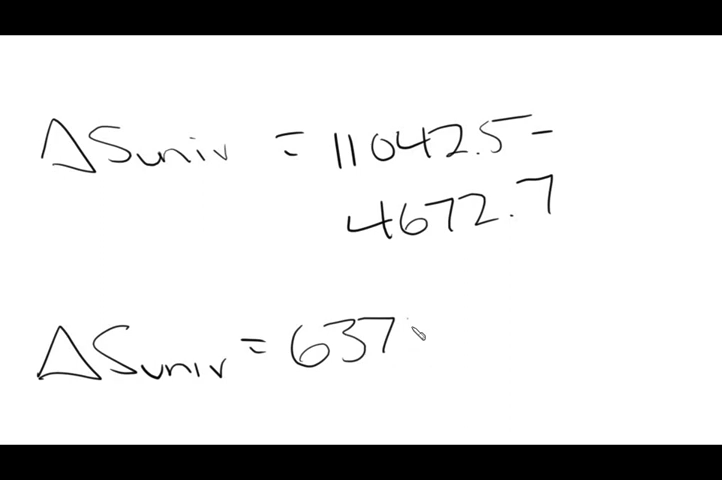 ΔSuniv = 11042.5-
4672.7
ΔSuniv = 637